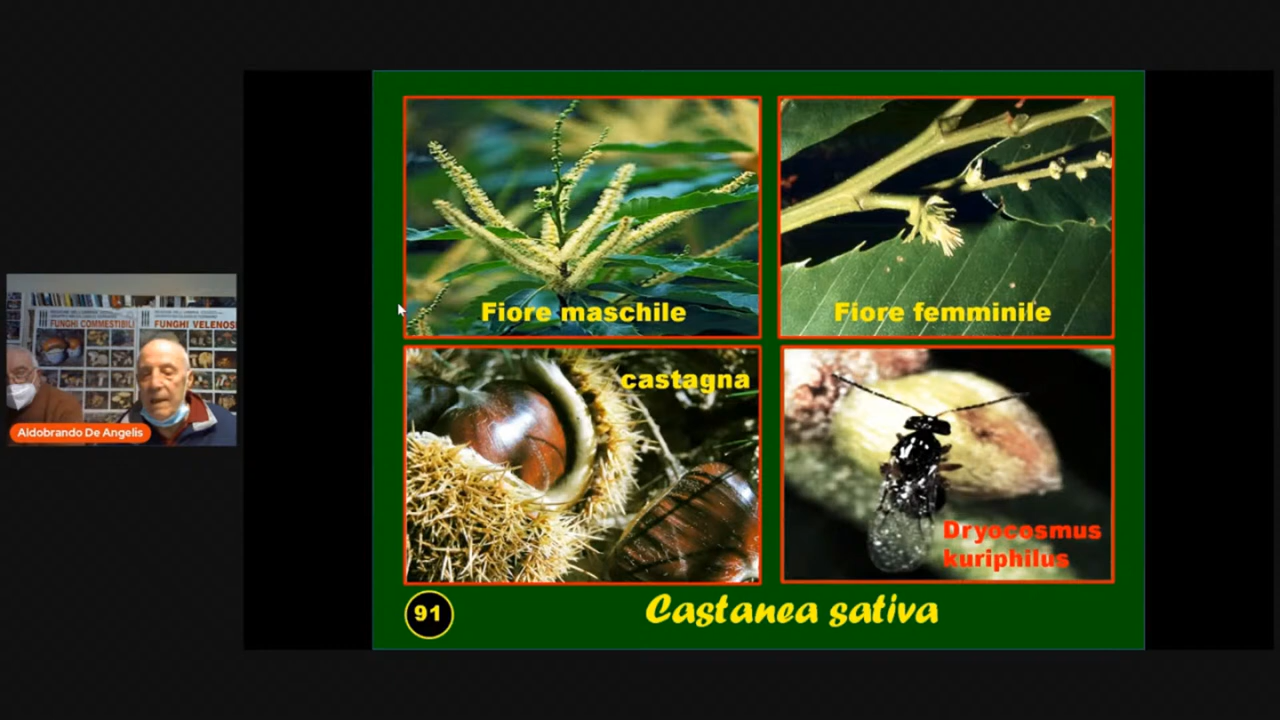 FUNGHI COMMESTIBILI
FUNGHI VELENOS
Aldobrando De Angelis
Fiore maschile
Fiore femminile
castagna
Dryocosmus
kuriphilus
91
Castanea sativa